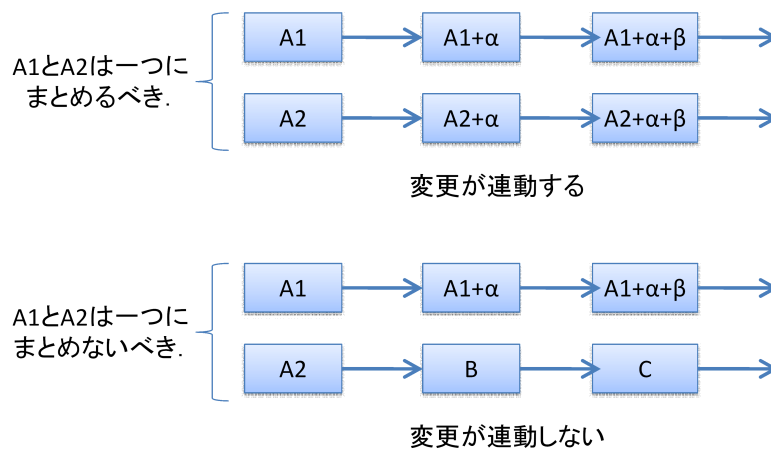 A1 A1+α A1+α+β
A1とA2は一つに
まとめるべき.
A2 A2+α A2+α+β
変更が連動する
A1 A1+α A1+α+β
A1とA2は一つに
まとめないべき.
A2 B C
変更が連動しない